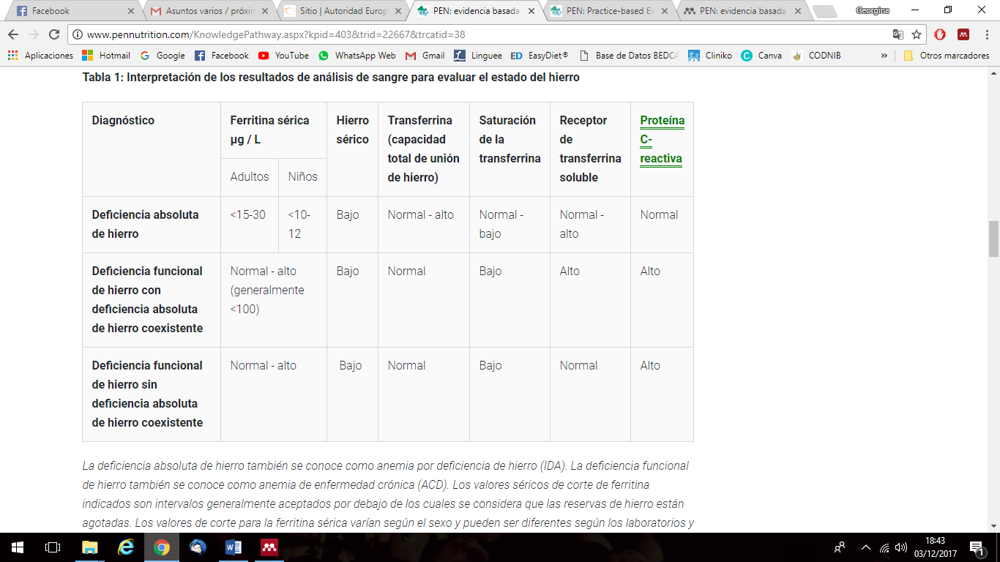 Facebook
Asuntos varios / próxim
Sitio | Autoridad Europ
PEN: evidencia basada
PEN: Practice-based Ev
PEN: evidencia basada
Georgina
www.pennutrition.com/KnowledgePathway.aspx?kpid=403&trid=22667&trcatid=38
Aplicaciones
Hotmail
Google
Facebook
YouTube
WhatsApp Web
Gmail
Linguee
EasyDiet®
Base de Datos BEDCA
Cliniko
Canva
CODNIB
»
Otros marcadores
Tabla 1: Interpretación de los resultados de análisis de sangre para evaluar el estado del hierro
Diagnóstico
Ferritina sérica
μg / L
Adultos
Niños
Hierro
sérico
Transferrina
(capacidad
total de unión
de hierro)
Saturación
de la
transferrina
Receptor
de
transferrina
soluble
Proteína
C-
reactiva
Deficiencia absoluta
de hierro
<15-30
<10-
12
Bajo
Normal - alto
Normal -
bajo
Normal -
alto
Normal
Deficiencia funcional
de hierro con
deficiencia absoluta
de hierro coexistente
Normal - alto
(generalmente
<100)
Bajo
Normal
Bajo
Alto
Alto
Deficiencia funcional
de hierro sin
deficiencia absoluta
de hierro coexistente
Normal - alto
Bajo
Normal
Bajo
Normal
Alto
La deficiencia absoluta de hierro también se conoce como anemia por deficiencia de hierro (IDA). La deficiencia funcional
de hierro también se conoce como anemia de enfermedad crónica (ACD). Los valores séricos de corte de ferritina
indicados son intervalos generalmente aceptados por debajo de los cuales se considera que las reservas de hierro están
agotadas. Los valores de corte para la ferritina sérica varían según el sexo y pueden ser diferentes según los laboratorios y
18:43
03/12/2017
1